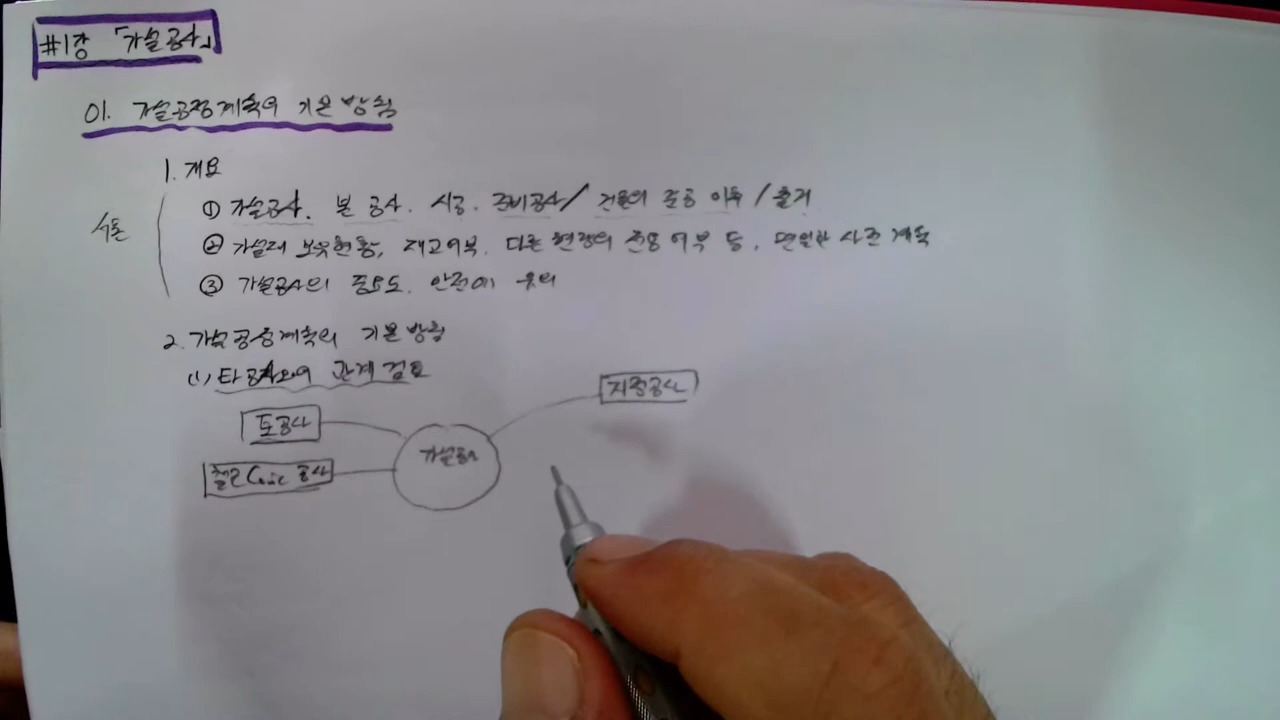 #1장 「가설공사」
01. 가설공정계획의 기본 방침
1. 개요
서론
① 가설공사. 본 공사. 시공. 준비공사/ 건물의 준공 이후 / 철거
② 가설재 보유현황, 재고여부. 다른 현장의 전용여부 등, 면밀한 사전 계획
③ 가설공사의 중요도. 안전에 유의
2. 가설공정계획의 기본방침
(1) 타공사와의 관계 검토
토공사
지정공사
가설공사
철근 Conc 공사